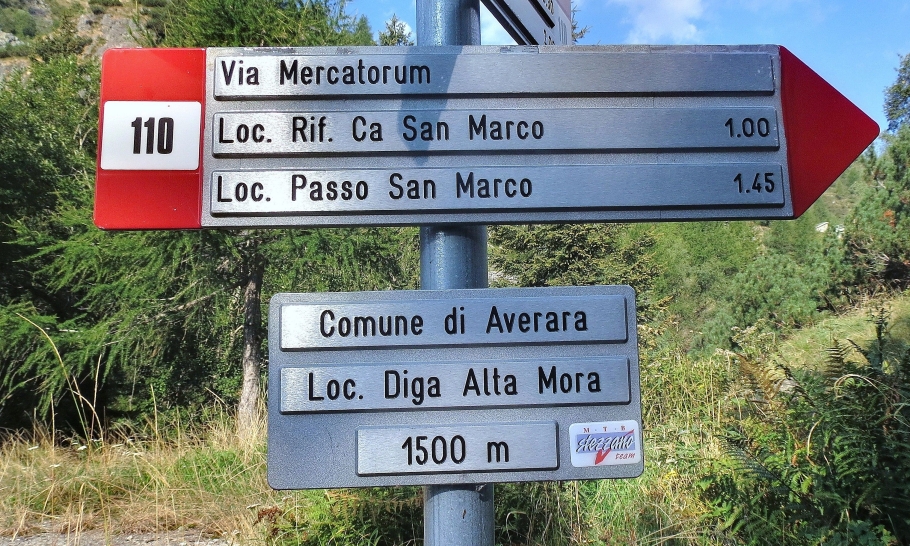 110
Via Mercatorum
Loc. Rif. Ca San Marco 1.00
Loc. Passo San Marco 1.45
Comune di Averara
Loc. Diga Alta Mora
1500 m
MTB
stezzano
team